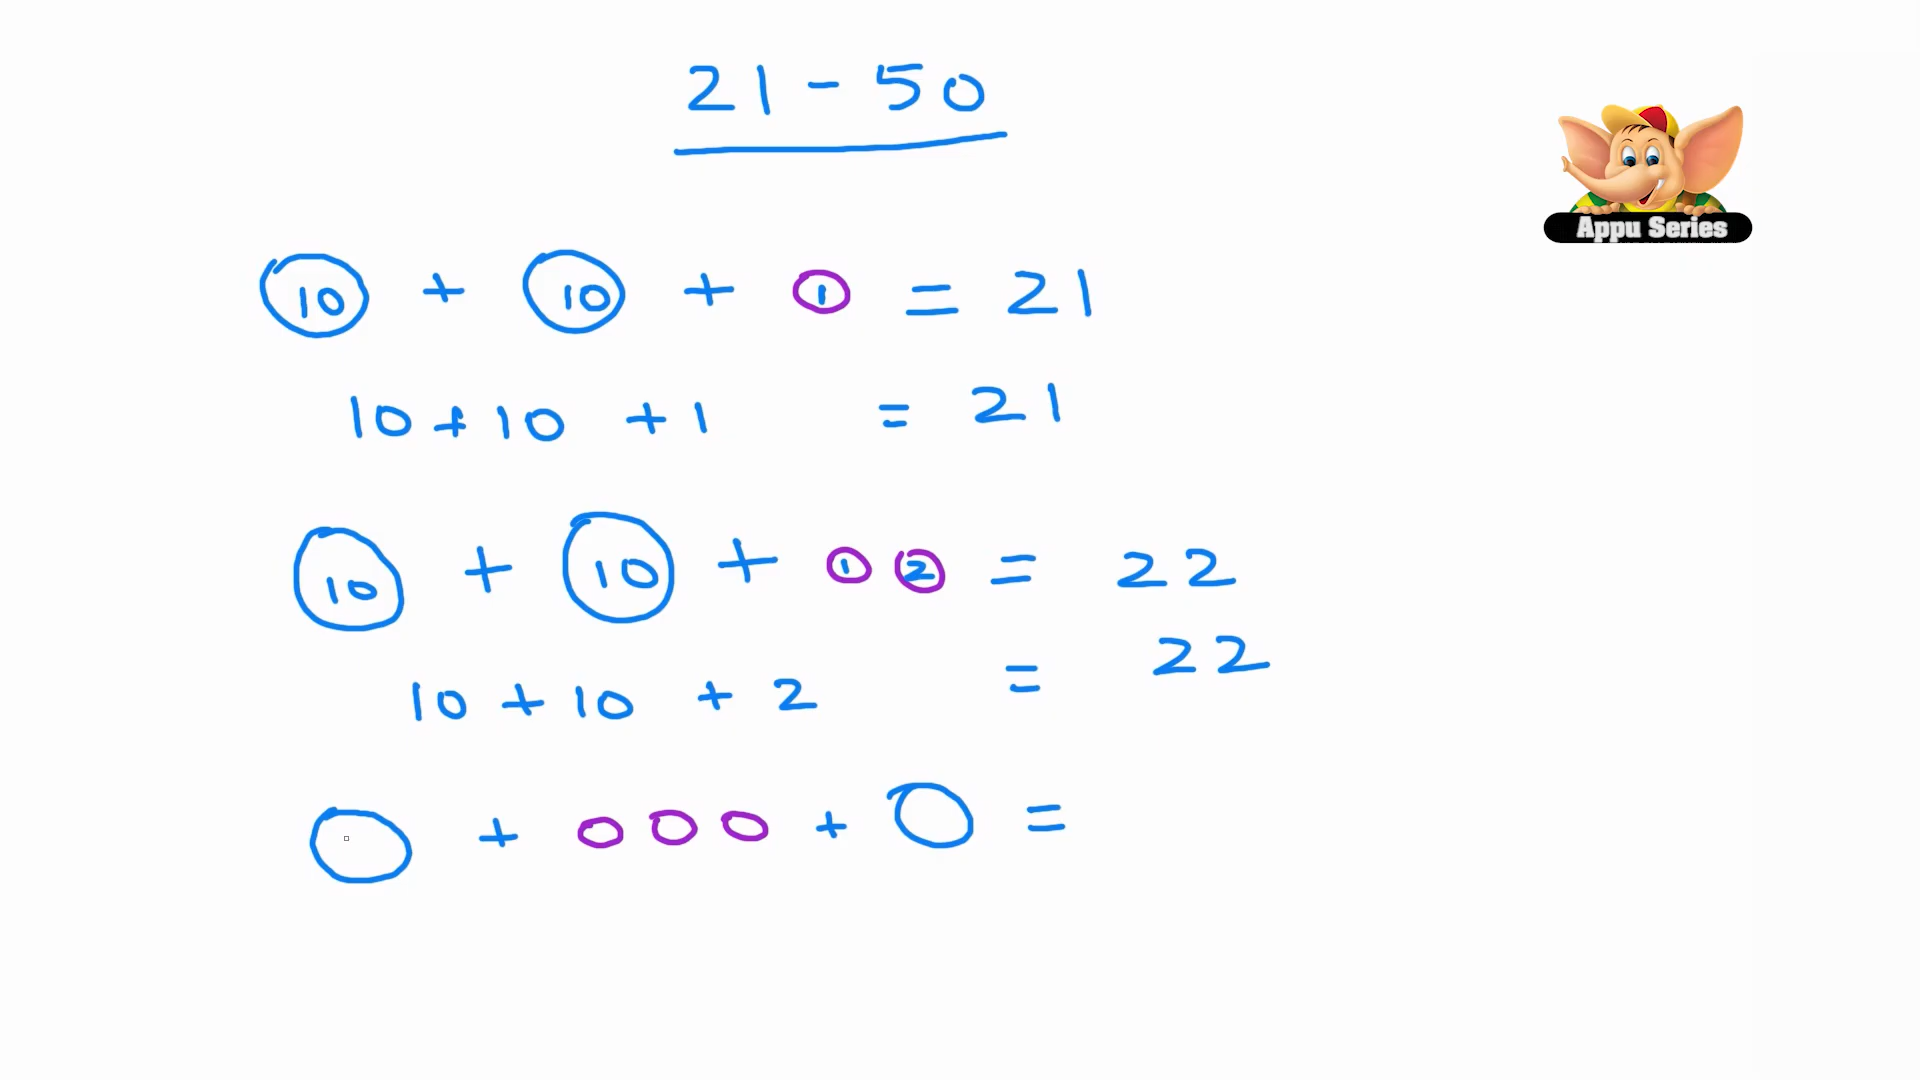 21 - 50
Appu Series
10 + 10 + 1 = 21
10 + 10 + 1 = 21
10 + 10 + 1 2 = 22
10 + 10 + 2 = 22
+ + =